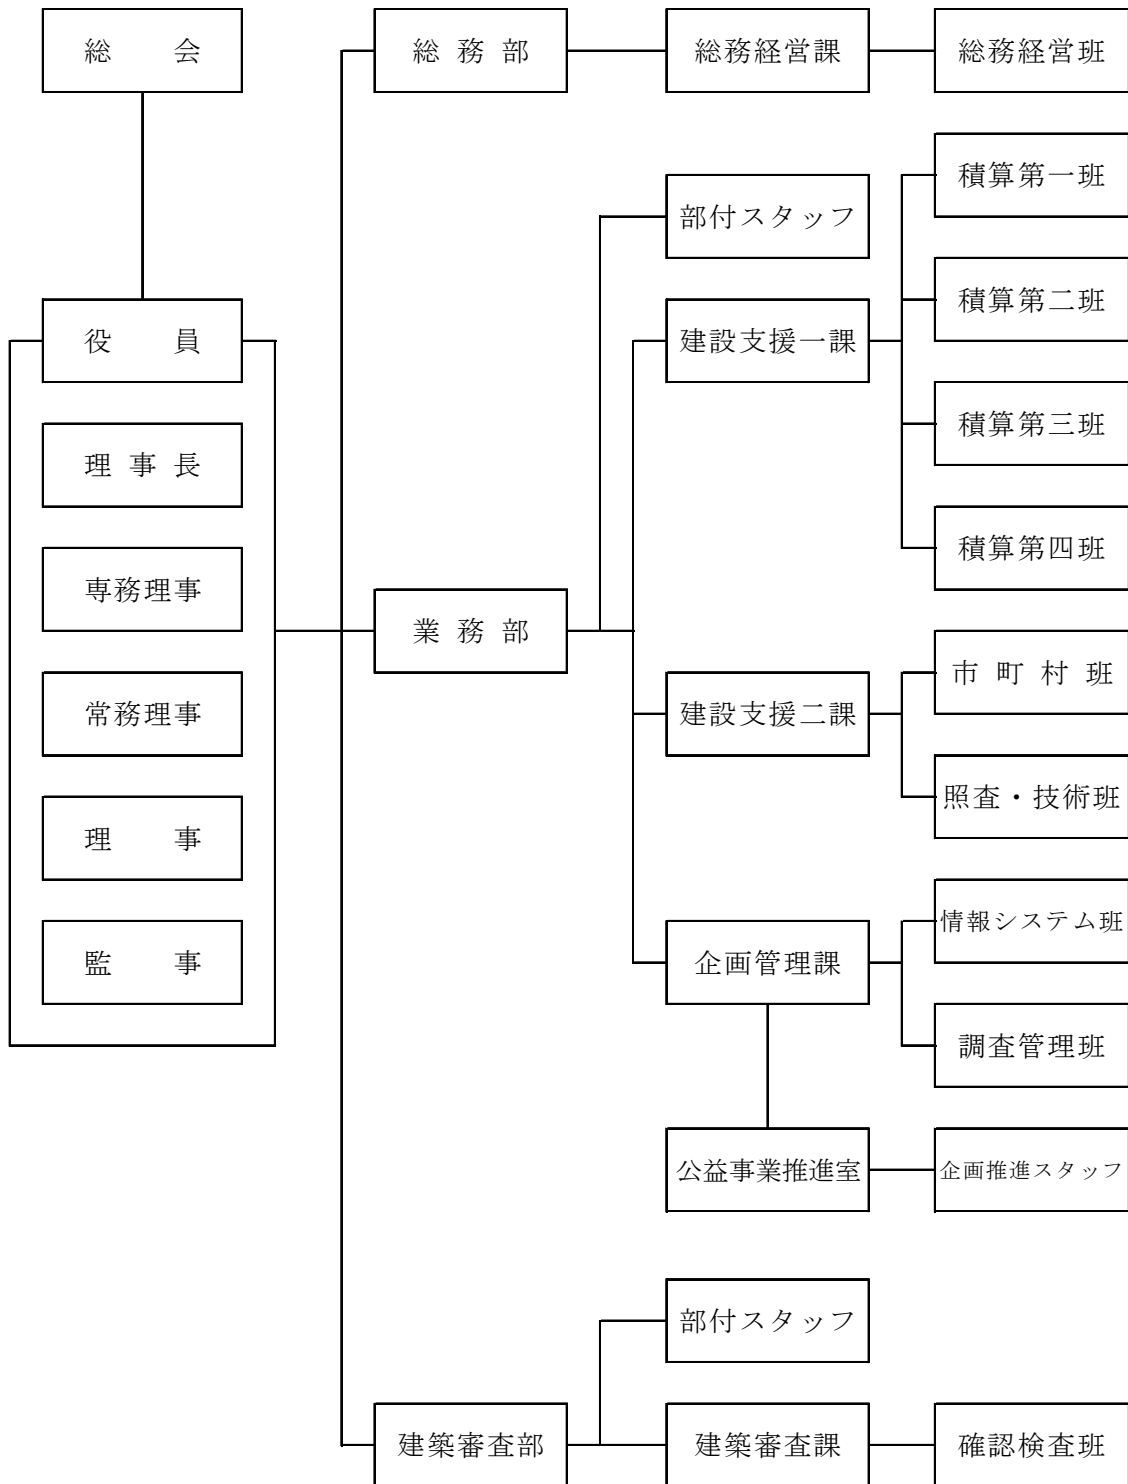 総　会
役　員
理 事 長
専務理事
常務理事
理　事
監　事
総 務 部
総務経営課
総務経営班
業 務 部
部付スタッフ
建設支援一課
積算第一班
積算第二班
積算第三班
積算第四班
建設支援二課
市 町 村 班
照査・技術班
企画管理課
情報システム班
調査管理班
公益事業推進室
企画推進スタッフ
建築審査部
部付スタッフ
建築審査課
確認検査班